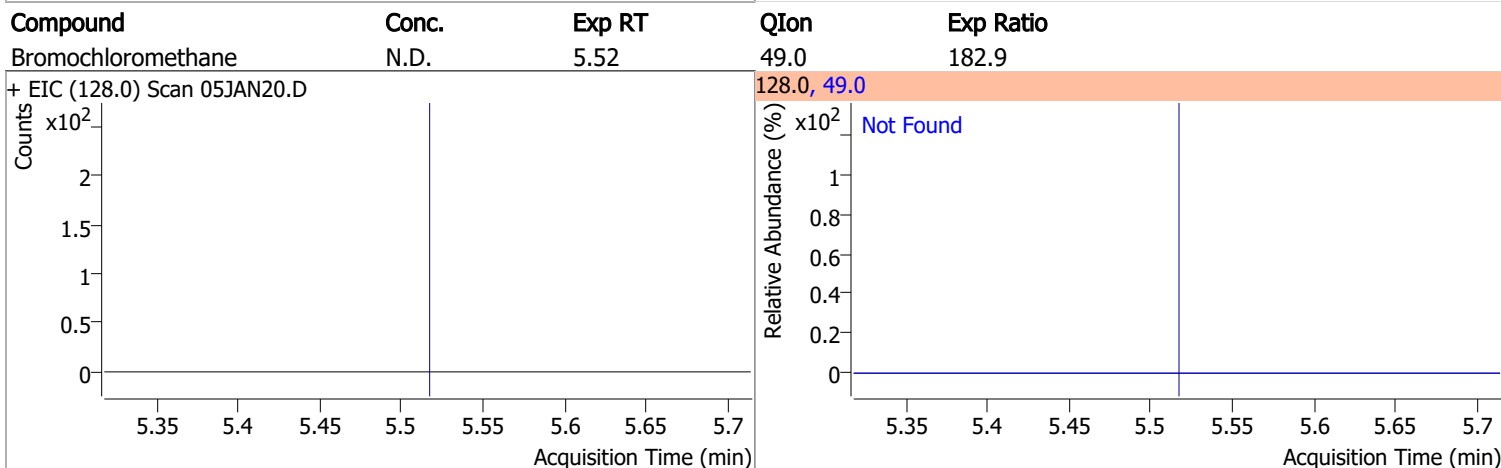 Compound Conc. Exp RT QIon Exp Ratio
Bromochloromethane N.D. 5.52 49.0 182.9
+ EIC (128.0) Scan 05JAN20.D
Counts
x10²
2
1.5
1
0.5
0
5.35 5.4 5.45 5.5 5.55 5.6 5.65 5.7
Acquisition Time (min)
128.0, 49.0
Relative Abundance (%)
x10²
Not Found
1
0.8
0.6
0.4
0.2
0
5.35 5.4 5.45 5.5 5.55 5.6 5.65 5.7
Acquisition Time (min)